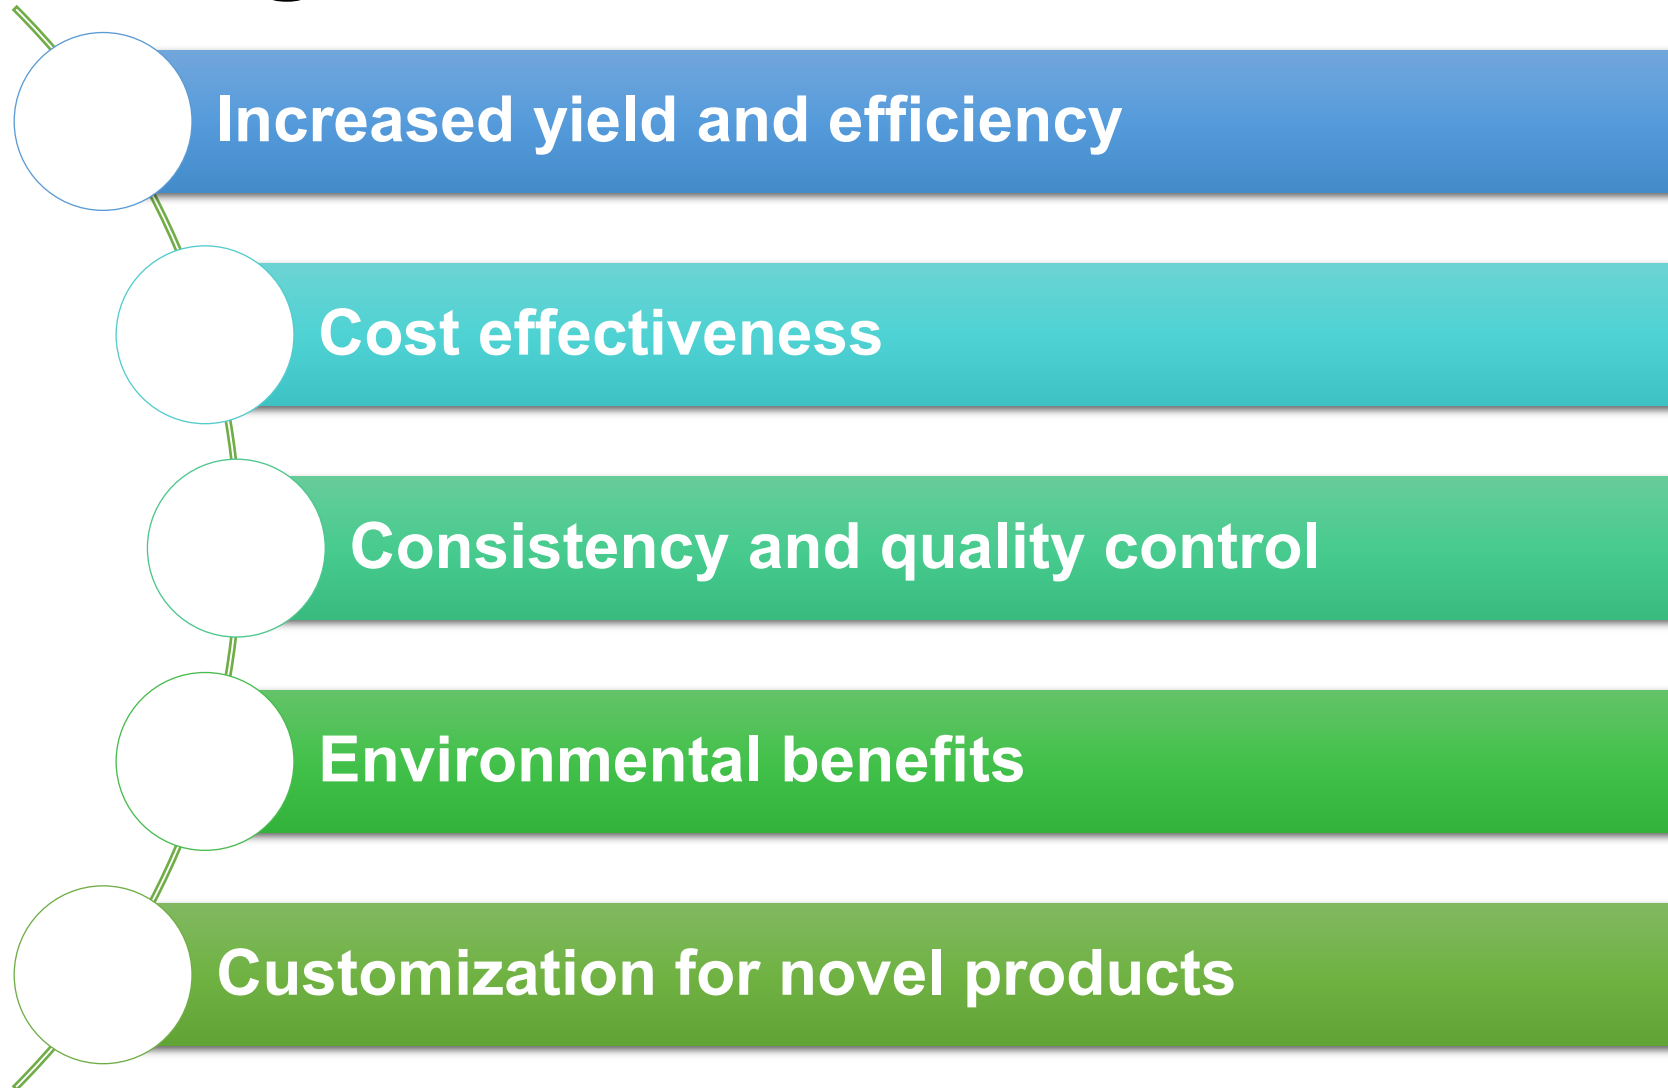 Increased yield and efficiency
Cost effectiveness
Consistency and quality control
Environmental benefits
Customization for novel products